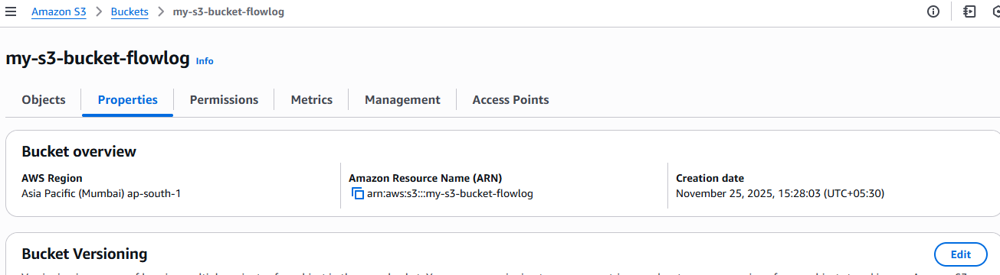 Amazon S3 > Buckets > my-s3-bucket-flowlog
my-s3-bucket-flowlog Info
Objects Properties Permissions Metrics Management Access Points
Bucket overview
AWS Region
Asia Pacific (Mumbai) ap-south-1
Amazon Resource Name (ARN)
arn:aws:s3:::my-s3-bucket-flowlog
Creation date
November 25, 2025, 15:28:03 (UTC+05:30)
Bucket Versioning
Edit